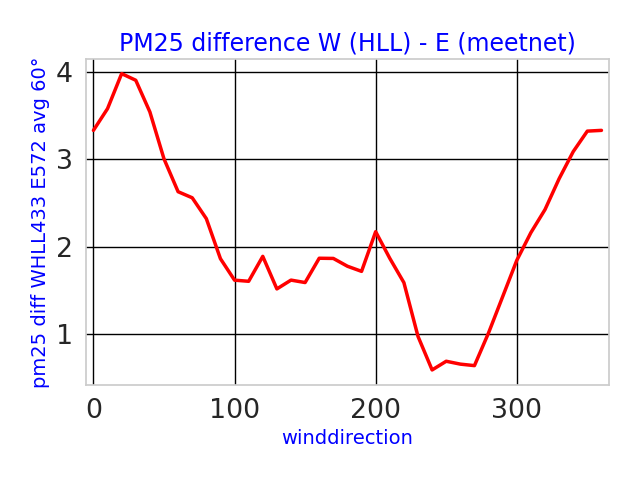 PM25 difference W (HLL) - E (meetnet)
pm25 diff WHLL433 E572 avg 60°
4
3
2
1
0 100 200 300
winddirection